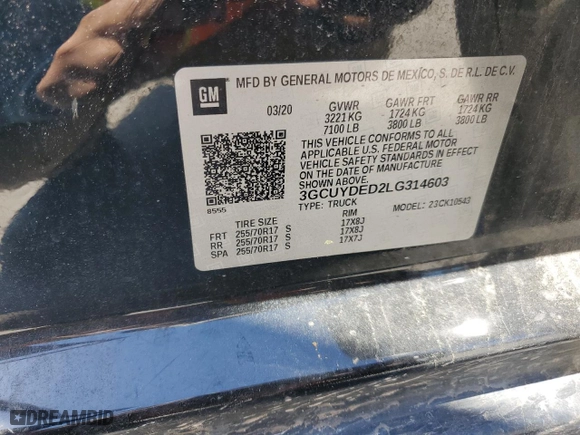 GM
MFD BY GENERAL MOTORS DE MEXICO, S. DE R.L. DE C.V.
03/20 GVWR GAWR FRT GAWR RR
3221 KG 1724 KG 1724 KG
7100 LB 3800 LB 3800 LB
THIS VEHICLE CONFORMS TO ALL
APPLICABLE U.S. FEDERAL MOTOR
VEHICLE SAFETY STANDARDS IN EFFECT
ON THE DATE OF MANUFACTURE
SHOWN ABOVE.
3GCUYDED2LG314603
8555
TYPE: TRUCK MODEL: 23CK10543
TIRE SIZE RIM
FRT 255/70R17 S 17X8J
RR 255/70R17 S 17X8J
SPA 255/70R17 S 17X7J
DREAMBID